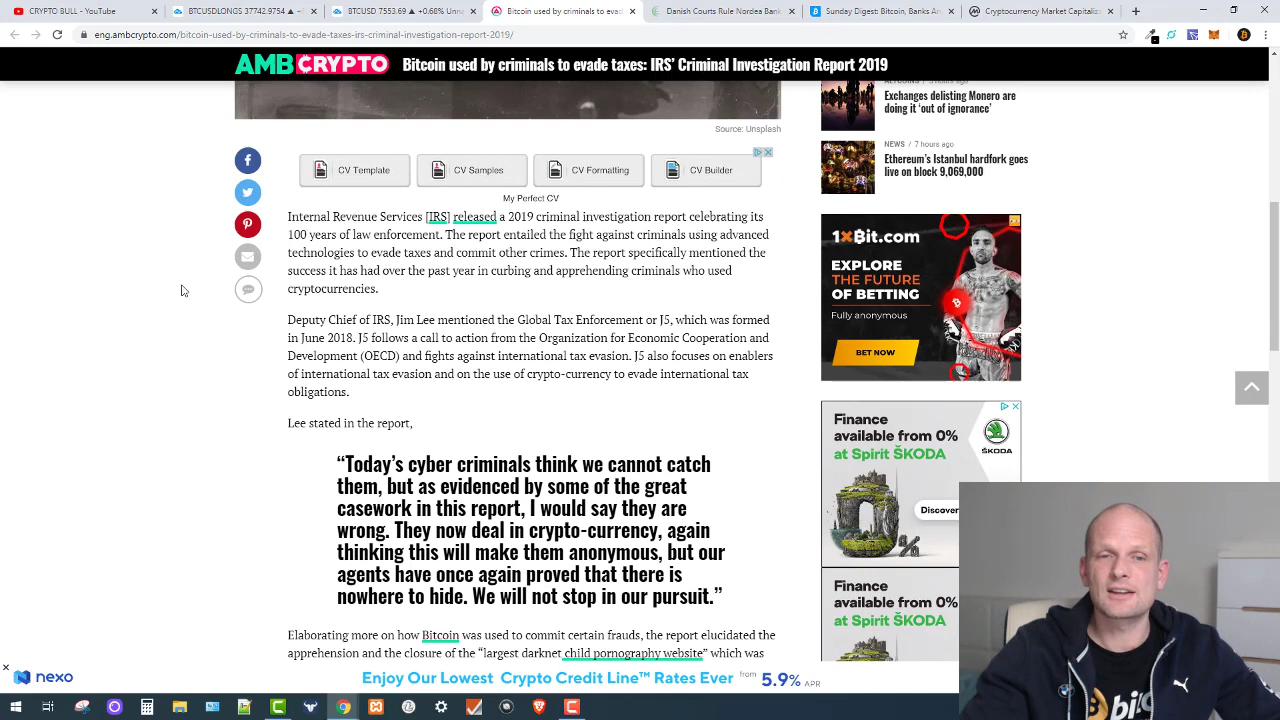 YouTube
BTCUSDLONGS 37742.9754 ▲
BTCUSD 7553.69 ▲ +0.68% Unn
Bitcoin used by criminals to evade
Danish Courts Rule Nordea Bank
Sunday Bitcoin Brief: Binance An
Cryptocurrency Market Capitaliz
eng.ambcrypto.com/bitcoin-used-by-criminals-to-evade-taxes-irs-criminal-investigation-report-2019/
AMB CRYPTO
Bitcoin used by criminals to evade taxes: IRS' Criminal Investigation Report 2019
Source: Unsplash
CV Template
CV Samples
CV Formatting
CV Builder
My Perfect CV
Internal Revenue Services [IRS] released a 2019 criminal investigation report celebrating its
100 years of law enforcement. The report entailed the fight against criminals using advanced
technologies to evade taxes and commit other crimes. The report specifically mentioned the
success it has had over the past year in curbing and apprehending criminals who used
cryptocurrencies.
Deputy Chief of IRS, Jim Lee mentioned the Global Tax Enforcement or J5, which was formed
in June 2018. J5 follows a call to action from the Organization for Economic Cooperation and
Development (OECD) and fights against international tax evasion. J5 also focuses on enablers
of international tax evasion and on the use of crypto-currency to evade international tax
obligations.
Lee stated in the report,
“Today’s cyber criminals think we cannot catch
them, but as evidenced by some of the great
casework in this report, I would say they are
wrong. They now deal in crypto-currency, again
thinking this will make them anonymous, but our
agents have once again proved that there is
nowhere to hide. We will not stop in our pursuit.”
Elaborating more on how Bitcoin was used to commit certain frauds, the report elucidated the
apprehension and the closure of the “largest darknet child pornography website” which was
Exchanges delisting Monero are
doing it ‘out of ignorance’
NEWS / 7 hours ago
Ethereum’s Istanbul hardfork goes
live on block 9,069,000
1XBit.com
EXPLORE
THE FUTURE
OF BETTING
Fully anonymous
BET NOW
Finance
available from 0%
at Spirit ŠKODA
ŠKODA
Discover
Finance
available from 0%
at Spirit ŠKODA
nexo
Enjoy Our Lowest Crypto Credit Line™ Rates Ever
from 5.9% APR